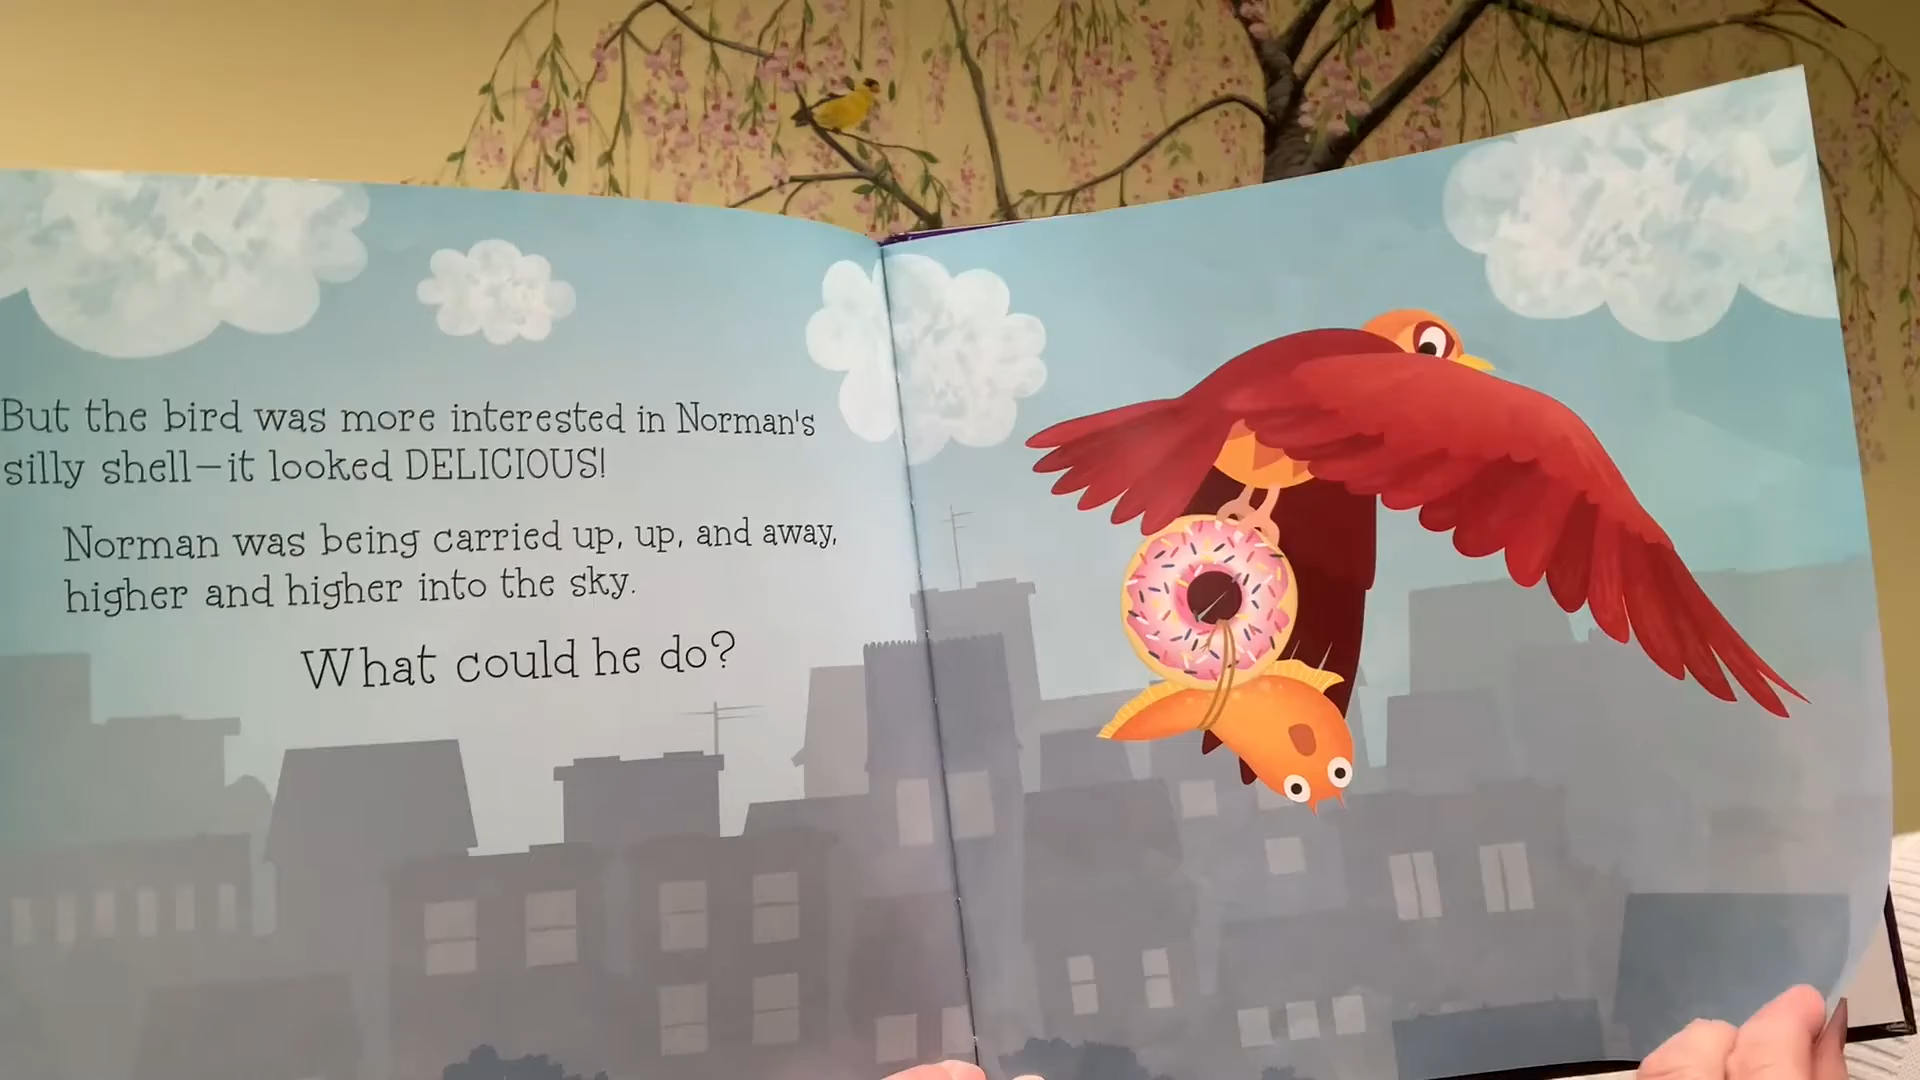 But the bird was more interested in Norman's
silly shell—it looked DELICIOUS!
Norman was being carried up, up, and away,
higher and higher into the sky.
What could he do?